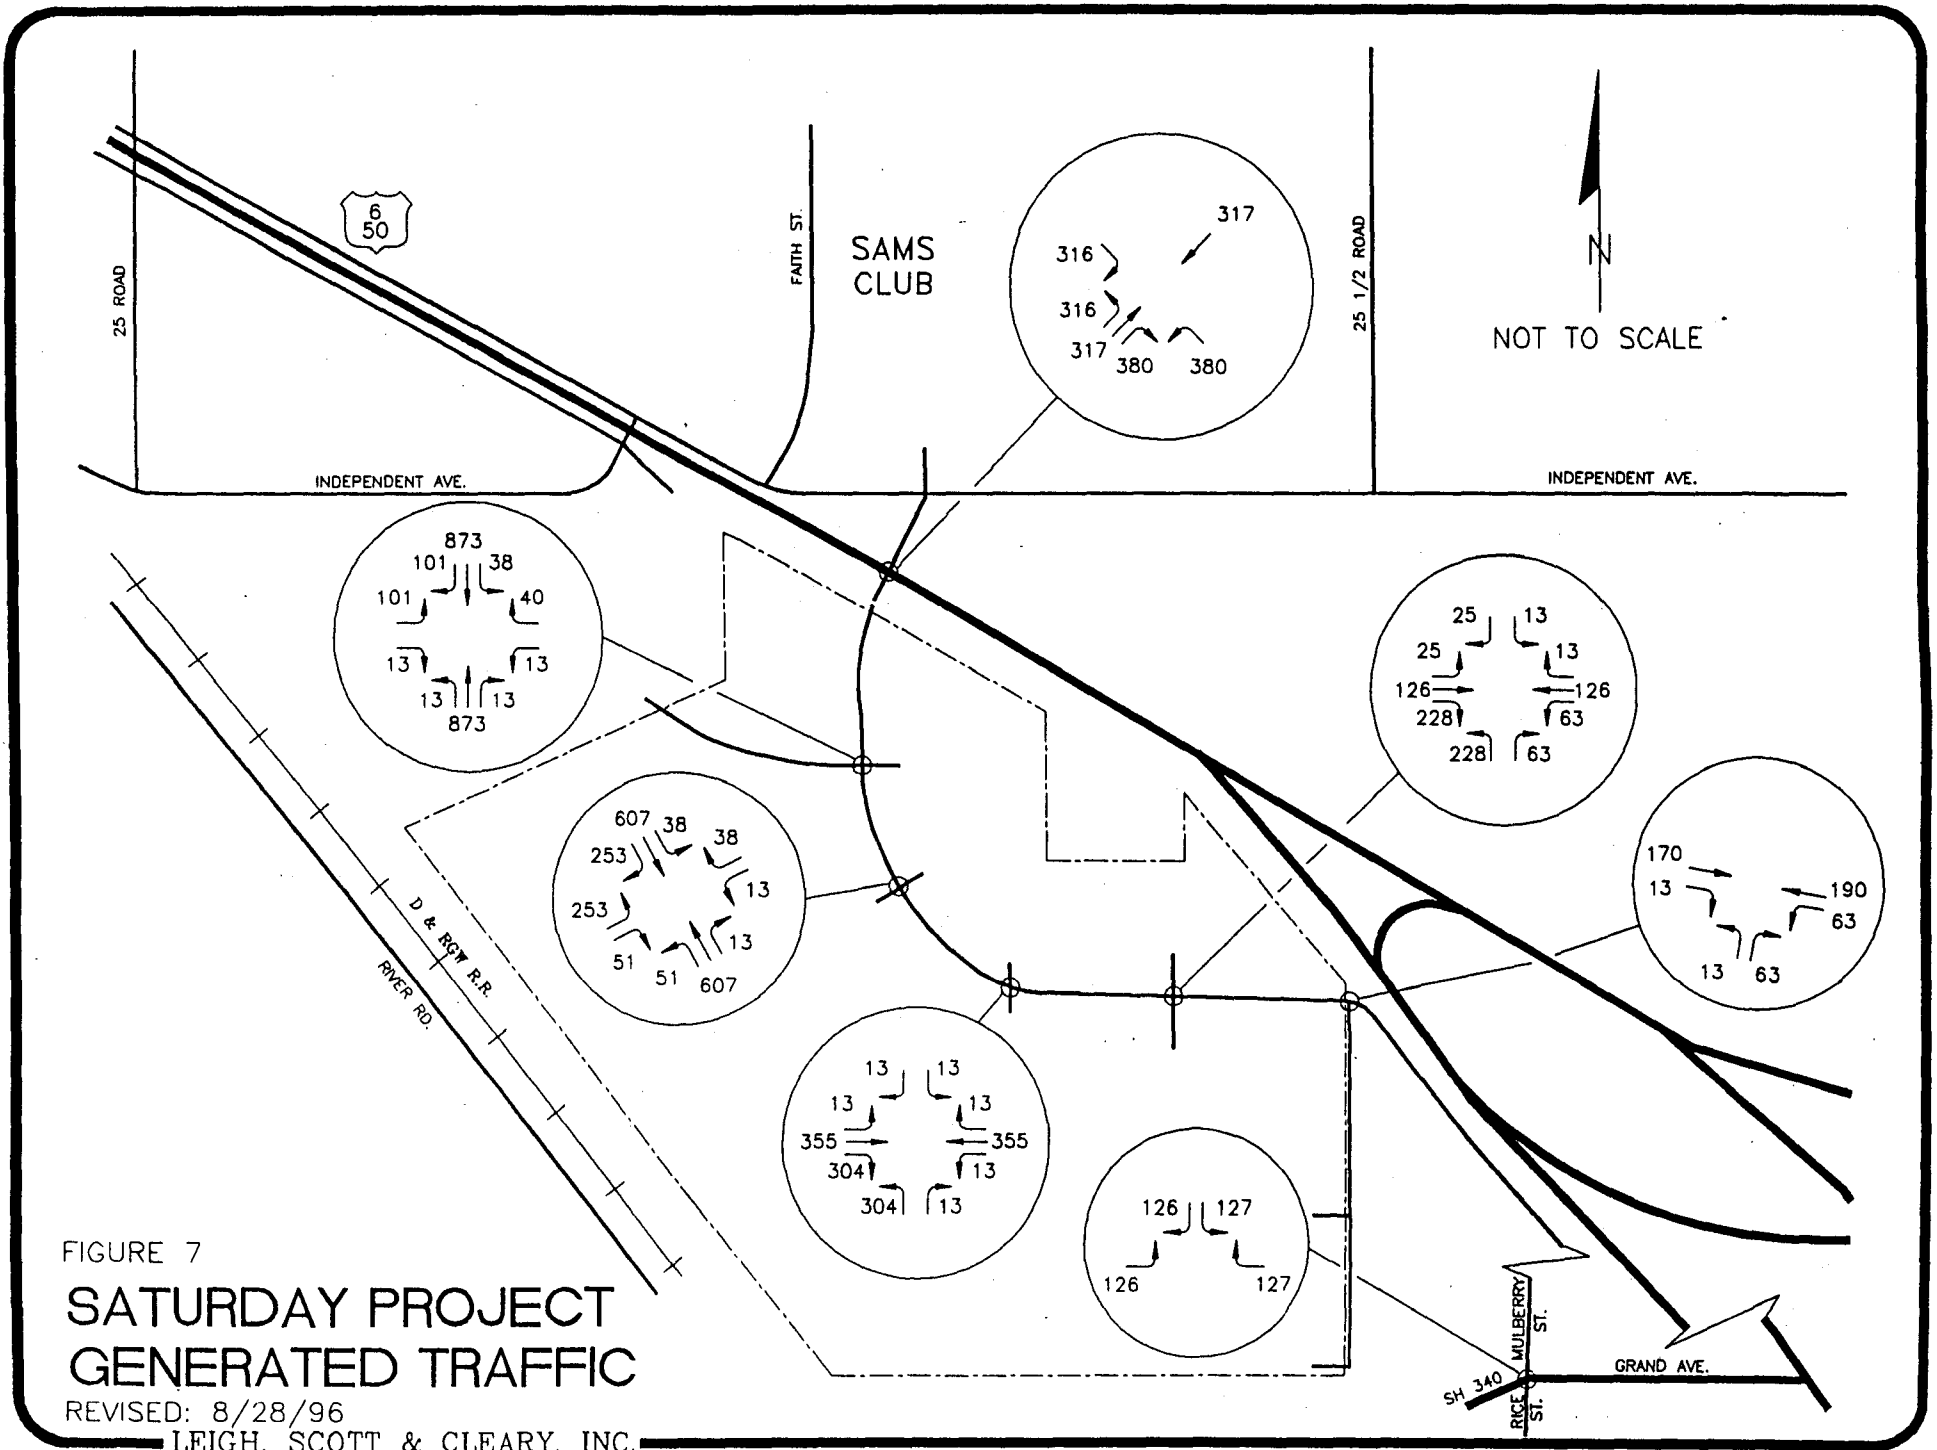 6
50
25 ROAD
FAITH ST.
SAMS
CLUB
25 1/2 ROAD
N
NOT TO SCALE
317
316
316
317
380
380
INDEPENDENT AVE.
INDEPENDENT AVE.
873
101
38
101
40
13
13
13
13
873
25
13
25
13
126
126
228
63
228
63
607
38
38
253
13
253
13
51
51
607
170
13
190
63
13
63
D & RGW R.R.
RIVER RD.
13
13
13
13
355
355
304
13
304
13
126
127
126
127
MULBERRY
ST.
GRAND AVE.
SH 340
RICE
ST.
FIGURE 7
SATURDAY PROJECT
GENERATED TRAFFIC
REVISED: 8/28/96
LEIGH, SCOTT & CLEARY, INC.